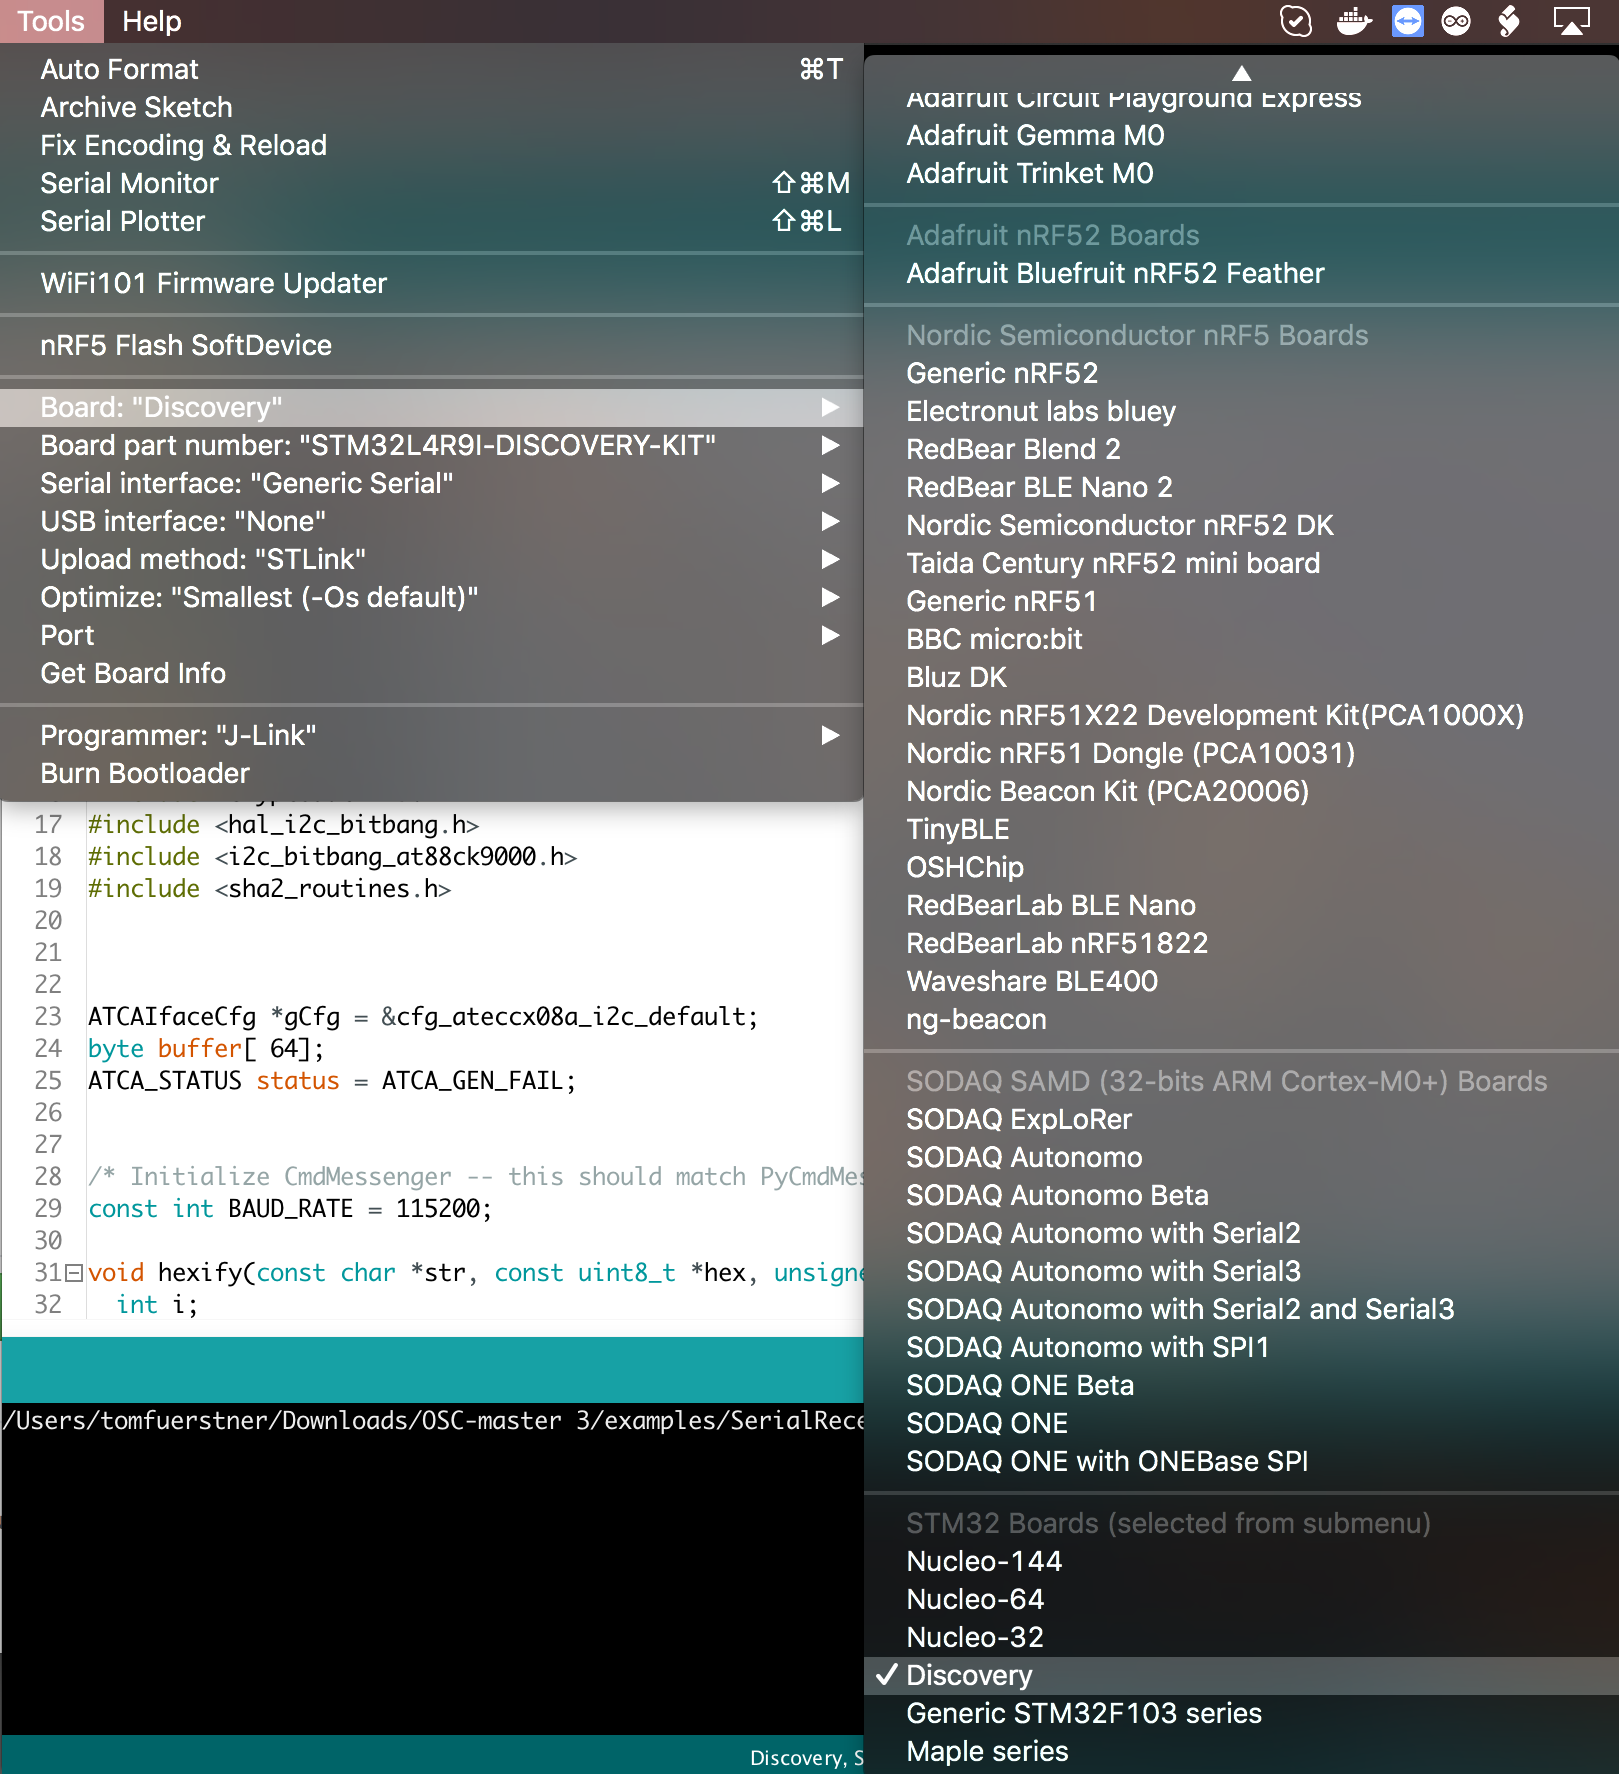 Tools Help
Auto Format ⌘T
Archive Sketch
Fix Encoding & Reload
Serial Monitor ⇧⌘M
Serial Plotter ⇧⌘L
WiFi101 Firmware Updater
nRF5 Flash SoftDevice
Board: "Discovery" ▶
Board part number: "STM32L4R9I-DISCOVERY-KIT" ▶
Serial interface: "Generic Serial" ▶
USB interface: "None" ▶
Upload method: "STLink" ▶
Optimize: "Smallest (-Os default)" ▶
Port ▶
Get Board Info
Programmer: "J-Link" ▶
Burn Bootloader
17 #include <hal_i2c_bitbang.h>
18 #include <i2c_bitbang_at88ck9000.h>
19 #include <sha2_routines.h>
20
21
22
23 ATCAIfaceCfg *gCfg = &cfg_ateccx08a_i2c_default;
24 byte buffer[ 64];
25 ATCA_STATUS status = ATCA_GEN_FAIL;
26
27
28 /* Initialize CmdMessenger -- this should match PyCmdMes
29 const int BAUD_RATE = 115200;
30
31 void hexify(const char *str, const uint8_t *hex, unsigne
32 int i;
/Users/tomfuerstner/Downloads/OSC-master 3/examples/SerialRece
Discovery, S
Adafruit Circuit Playground Express
Adafruit Gemma M0
Adafruit Trinket M0
Adafruit nRF52 Boards
Adafruit Bluefruit nRF52 Feather
Nordic Semiconductor nRF5 Boards
Generic nRF52
Electronut labs bluey
RedBear Blend 2
RedBear BLE Nano 2
Nordic Semiconductor nRF52 DK
Taida Century nRF52 mini board
Generic nRF51
BBC micro:bit
Bluz DK
Nordic nRF51X22 Development Kit(PCA1000X)
Nordic nRF51 Dongle (PCA10031)
Nordic Beacon Kit (PCA20006)
TinyBLE
OSHChip
RedBearLab BLE Nano
RedBearLab nRF51822
Waveshare BLE400
ng-beacon
SODAQ SAMD (32-bits ARM Cortex-M0+) Boards
SODAQ ExpLoRer
SODAQ Autonomo
SODAQ Autonomo Beta
SODAQ Autonomo with Serial2
SODAQ Autonomo with Serial3
SODAQ Autonomo with Serial2 and Serial3
SODAQ Autonomo with SPI1
SODAQ ONE Beta
SODAQ ONE
SODAQ ONE with ONEBase SPI
STM32 Boards (selected from submenu)
Nucleo-144
Nucleo-64
Nucleo-32
✓ Discovery
Generic STM32F103 series
Maple series